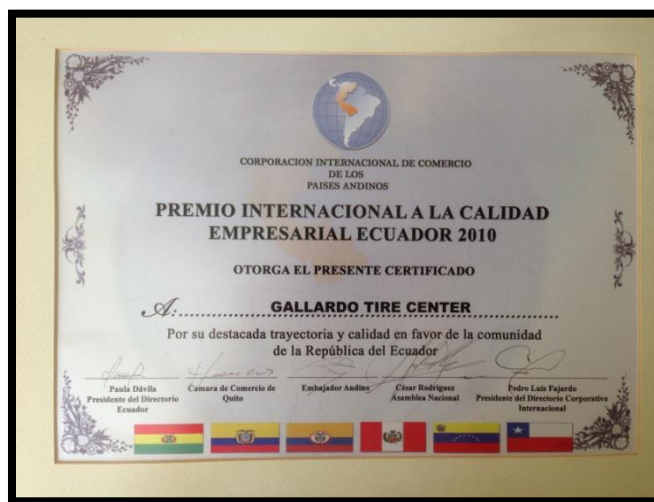 CORPORACION INTERNACIONAL DE COMERCIO
DE LOS
PAISES ANDINOS
PREMIO INTERNACIONAL A LA CALIDAD
EMPRESARIAL ECUADOR 2010
OTORGA EL PRESENTE CERTIFICADO
A:.............GALLARDO TIRE CENTER.............
Por su destacada trayectoria y calidad en favor de la comunidad
de la República del Ecuador
Paula Dávila
Presidente del Directorio
Ecuador
Camara de Comercio de
Quito
Embajador Andino
César Rodríguez
Asamblea Nacional
Pedro Luis Fajardo
Presidente del Directorio Corporativo
Internacional